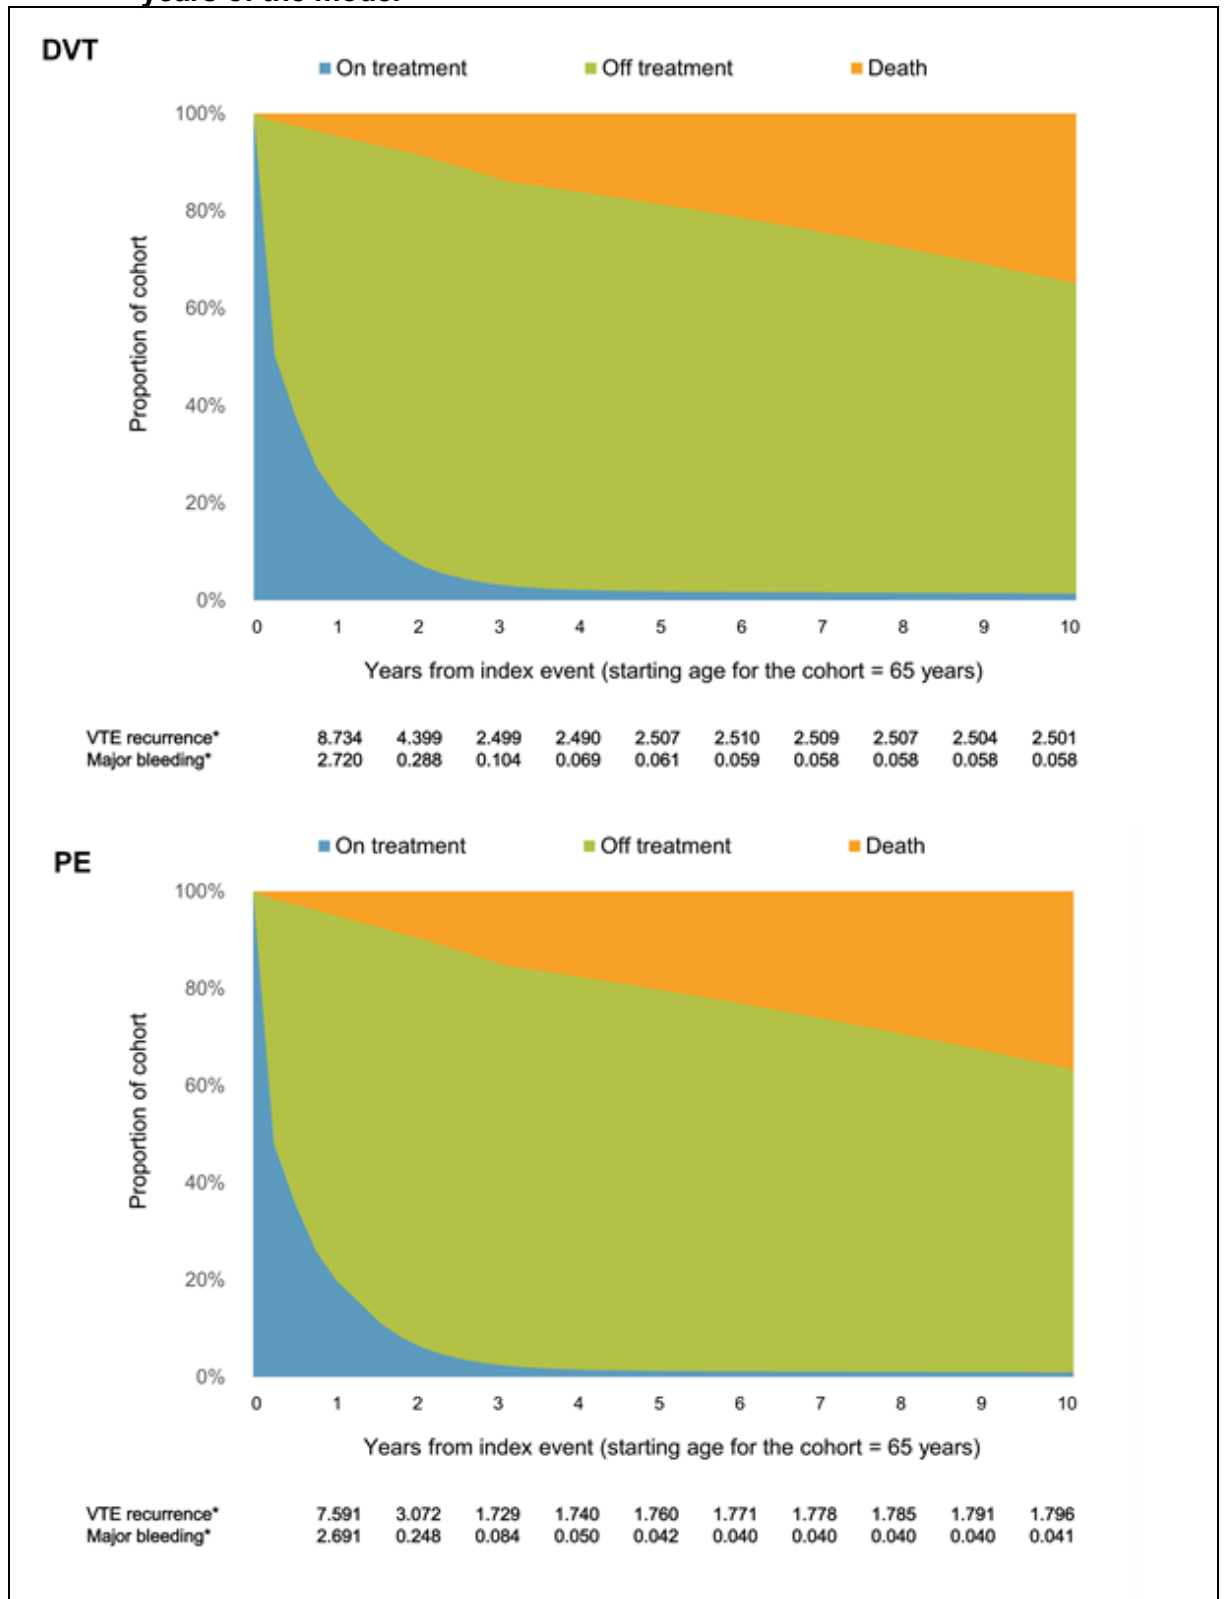 years of the model
DVT
On treatment Off treatment Death
100%
80%
60%
40%
20%
0%
Proportion of cohort
0 1 2 3 4 5 6 7 8 9 10
Years from index event (starting age for the cohort = 65 years)
VTE recurrence* 8.734 4.399 2.499 2.490 2.507 2.510 2.509 2.507 2.504 2.501
Major bleeding* 2.720 0.288 0.104 0.069 0.061 0.059 0.058 0.058 0.058 0.058
PE
On treatment Off treatment Death
100%
80%
60%
40%
20%
0%
Proportion of cohort
0 1 2 3 4 5 6 7 8 9 10
Years from index event (starting age for the cohort = 65 years)
VTE recurrence* 7.591 3.072 1.729 1.740 1.760 1.771 1.778 1.785 1.791 1.796
Major bleeding* 2.691 0.248 0.084 0.050 0.042 0.040 0.040 0.040 0.040 0.041